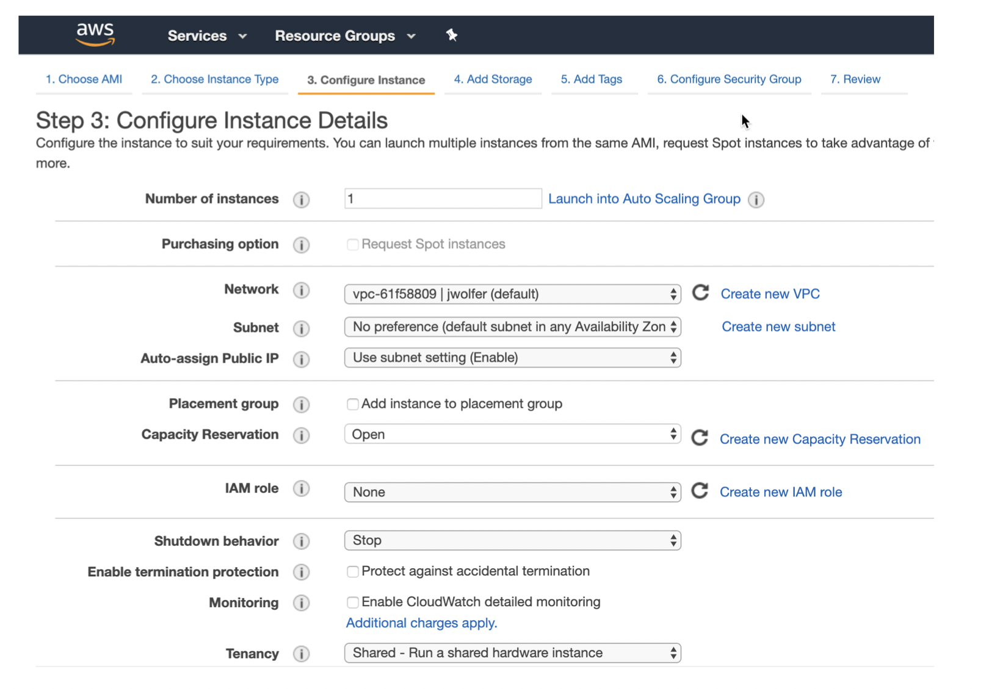 aws Services Resource Groups
1. Choose AMI 2. Choose Instance Type 3. Configure Instance 4. Add Storage 5. Add Tags 6. Configure Security Group 7. Review
Step 3: Configure Instance Details
Configure the instance to suit your requirements. You can launch multiple instances from the same AMI, request Spot instances to take advantage of
more.
Number of instances i 1 Launch into Auto Scaling Group i
Purchasing option i Request Spot instances
Network i vpc-61f58809 | jwolfer (default) Create new VPC
Subnet i No preference (default subnet in any Availability Zon Create new subnet
Auto-assign Public IP i Use subnet setting (Enable)
Placement group i Add instance to placement group
Capacity Reservation i Open Create new Capacity Reservation
IAM role i None Create new IAM role
Shutdown behavior i Stop
Enable termination protection i Protect against accidental termination
Monitoring i Enable CloudWatch detailed monitoring
Additional charges apply.
Tenancy i Shared - Run a shared hardware instance